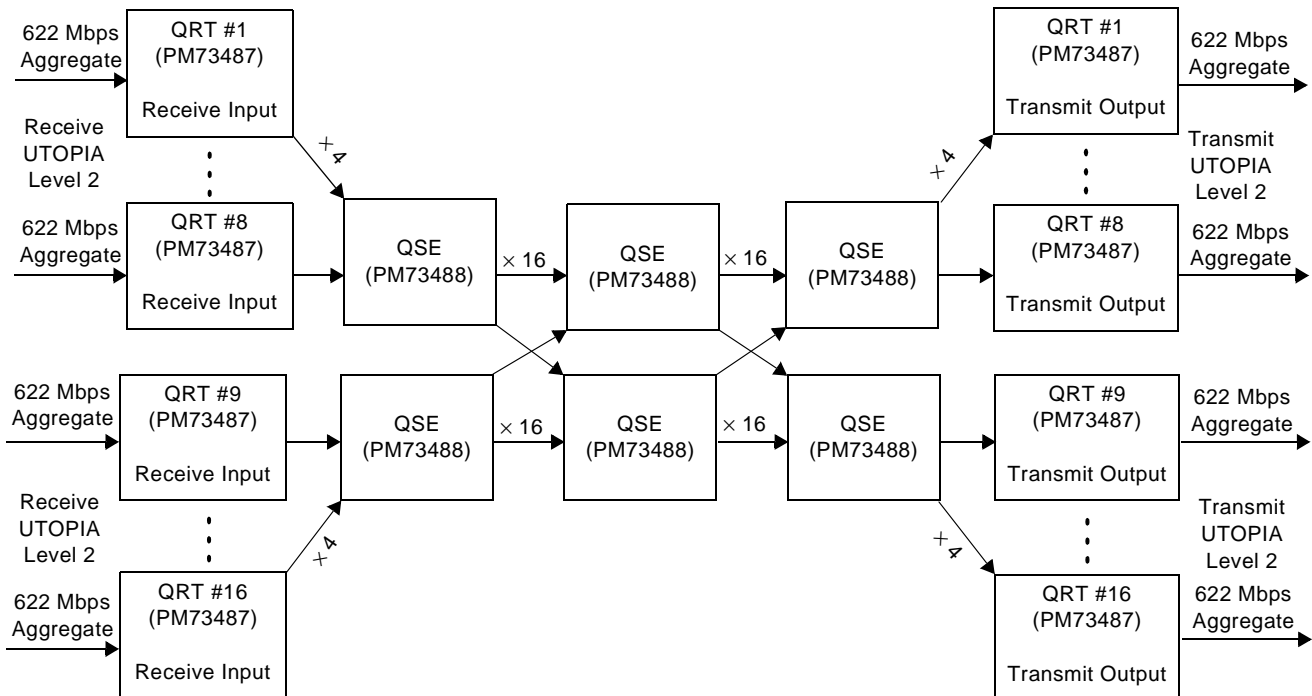 622 Mbps
Aggregate
QRT #1
(PM73487)
Receive Input
QRT #1
(PM73487)
Transmit Output
622 Mbps
Aggregate
Receive
UTOPIA
Level 2
× 4
× 4
Transmit
UTOPIA
Level 2
622 Mbps
Aggregate
QRT #8
(PM73487)
Receive Input
QSE
(PM73488)
× 16
QSE
(PM73488)
× 16
QSE
(PM73488)
QRT #8
(PM73487)
Transmit Output
622 Mbps
Aggregate
622 Mbps
Aggregate
QRT #9
(PM73487)
Receive Input
QSE
(PM73488)
× 16
QSE
(PM73488)
× 16
QSE
(PM73488)
QRT #9
(PM73487)
Transmit Output
622 Mbps
Aggregate
Receive
UTOPIA
Level 2
× 4
× 4
Transmit
UTOPIA
Level 2
622 Mbps
Aggregate
QRT #16
(PM73487)
Receive Input
QRT #16
(PM73487)
Transmit Output
622 Mbps
Aggregate